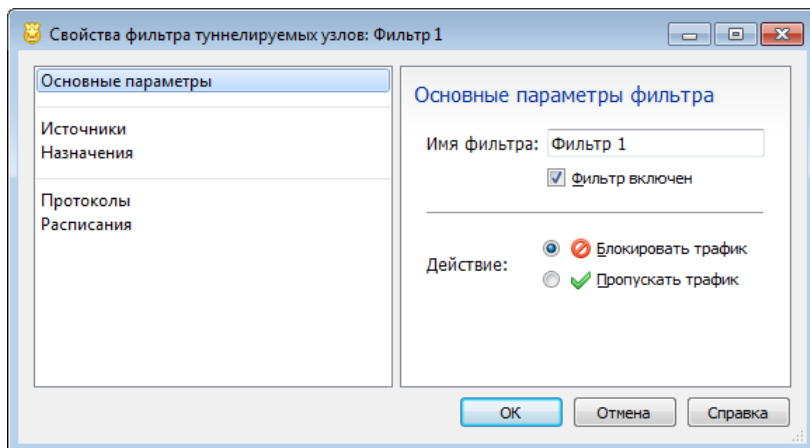 Свойства фильтра туннелируемых узлов: Фильтр 1
Основные параметры
Источники
Назначения
Протоколы
Расписания
Основные параметры фильтра
Имя фильтра: Фильтр 1
Фильтр включен
Действие:
Блокировать трафик
Пропускать трафик
ОК
Отмена
Справка